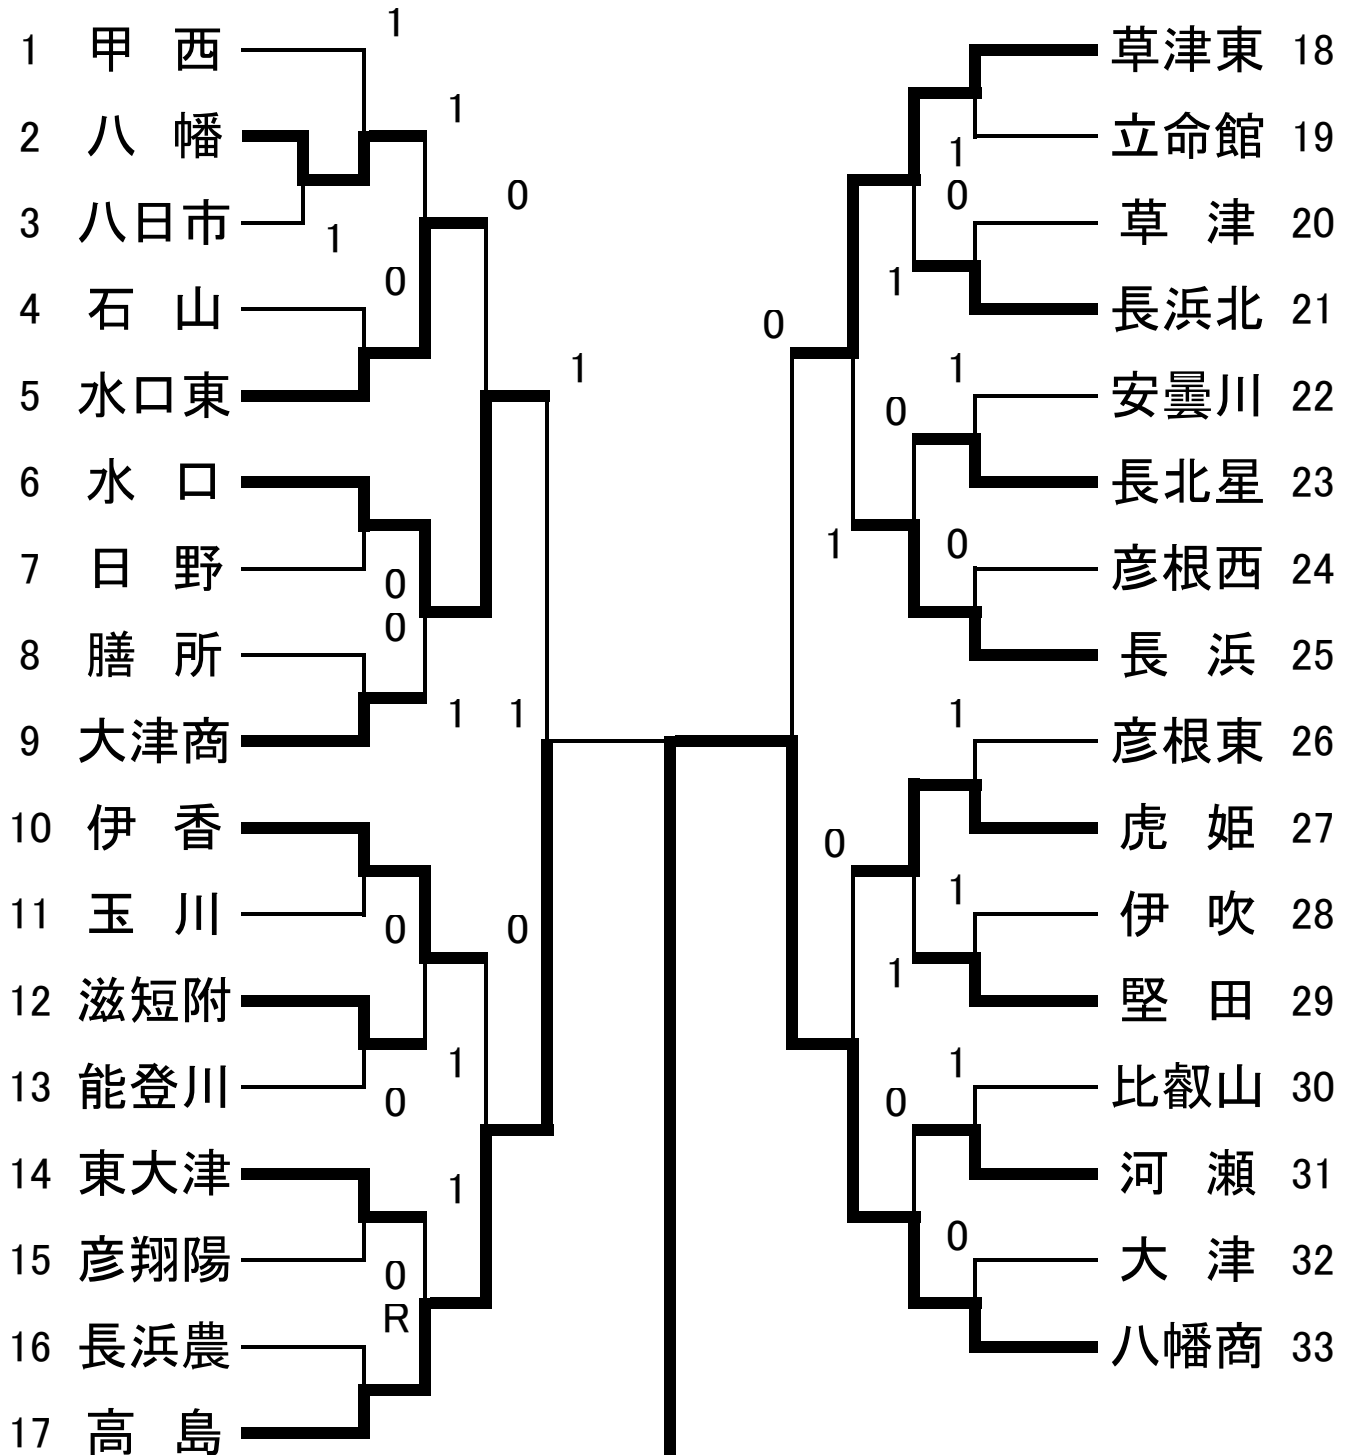 1 甲 西
2 八 幡
3 八日市
4 石 山
5 水口東
6 水 口
7 日 野
8 膳 所
9 大津商
10 伊 香
11 玉 川
12 滋短附
13 能登川
14 東大津
15 彦翔陽
16 長浜農
17 高 島
1
1
0
1
0
1
0
0
1
1
0
0
1
0
1
0
R
0
1
0
1
1
0
0
1
0
1
0
1
1
1
0
0
草津東 18
立命館 19
草 津 20
長浜北 21
安曇川 22
長北星 23
彦根西 24
長 浜 25
彦根東 26
虎 姫 27
伊 吹 28
堅 田 29
比叡山 30
河 瀬 31
大 津 32
八幡商 33